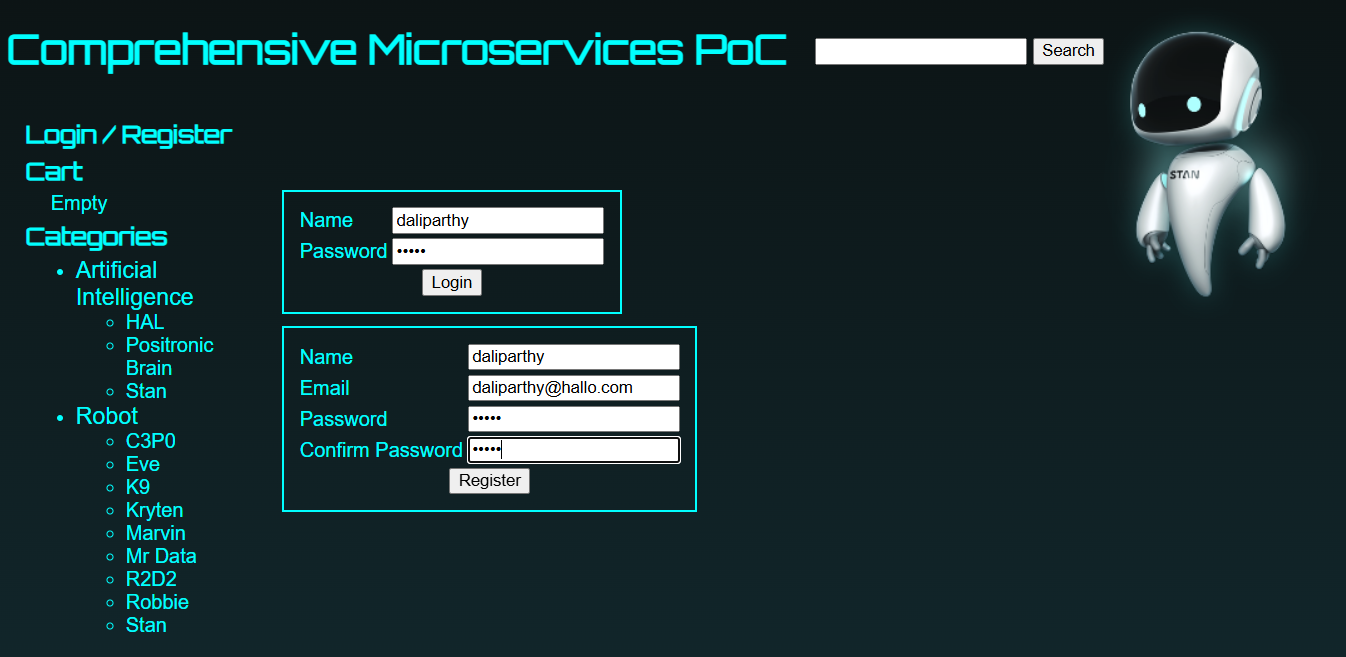 Comprehensive Microservices PoC
Search
STAN
Login / Register
Cart
Empty
Categories
Artificial
Intelligence
HAL
Positronic
Brain
Stan
Robot
C3P0
Eve
K9
Kryten
Marvin
Mr Data
R2D2
Robbie
Stan
Name daliparthy
Password •••••
Login
Name daliparthy
Email daliparthy@hallo.com
Password •••••
Confirm Password •••••
Register